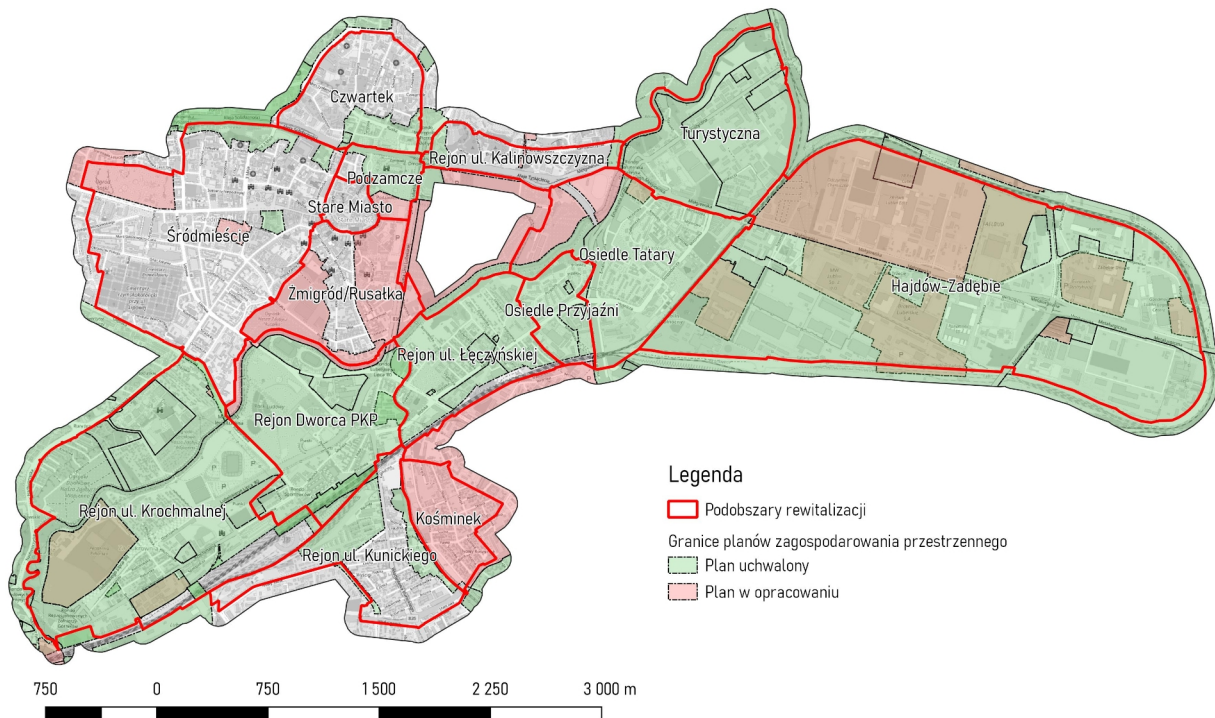 Czwartek
Turystyczna
Rejon ul. Kalinowszczyzna
Podzamcze
Stare Miasto
Śródmieście
Osiedle Tatary
Żmigród/Rusałka
Hajdów-Zadębie
Osiedle Przyjaźni
Rejon ul. Łęczyńskiej
Rejon Dworca PKP
Rejon ul. Krochmalnej
Kośminek
Rejon ul. Kunickiego
Legenda
Podobszary rewitalizacji
Granice planów zagospodarowania przestrzennego
Plan uchwalony
Plan w opracowaniu
750 0 750 1 500 2 250 3 000 m